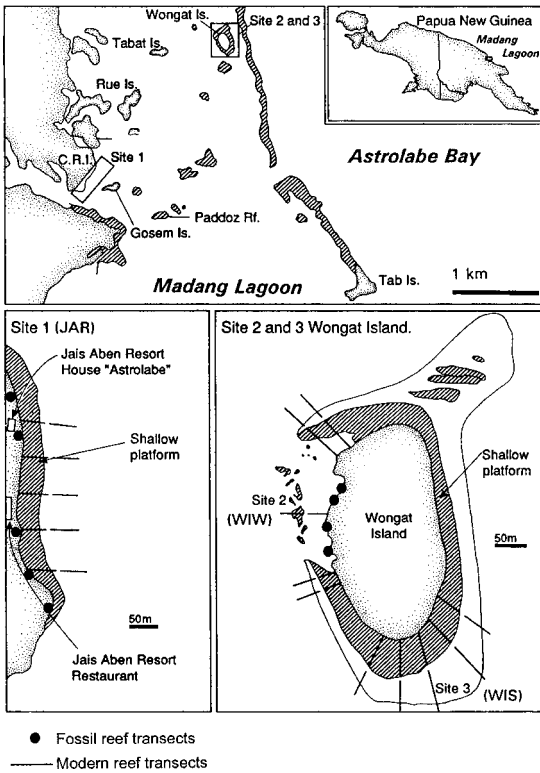 Wongat Is.
Site 2 and 3
Tabat Is.
Rue Is.
C.R.I.
Site 1
Gosem Is.
Paddoz Rf.
Tab Is.
Astrolabe Bay
Madang Lagoon
1 km
Papua New Guinea
Madang
Lagoon
Site 1 (JAR)
Jais Aben Resort
House "Astrolabe"
Shallow
platform
50m
Jais Aben Resort
Restaurant
Site 2 and 3 Wongat Island.
Shallow
platform
Site 2
(WIW)
Wongat
Island
50m
Site 3
(WIS)
Fossil reef transects
Modern reef transects